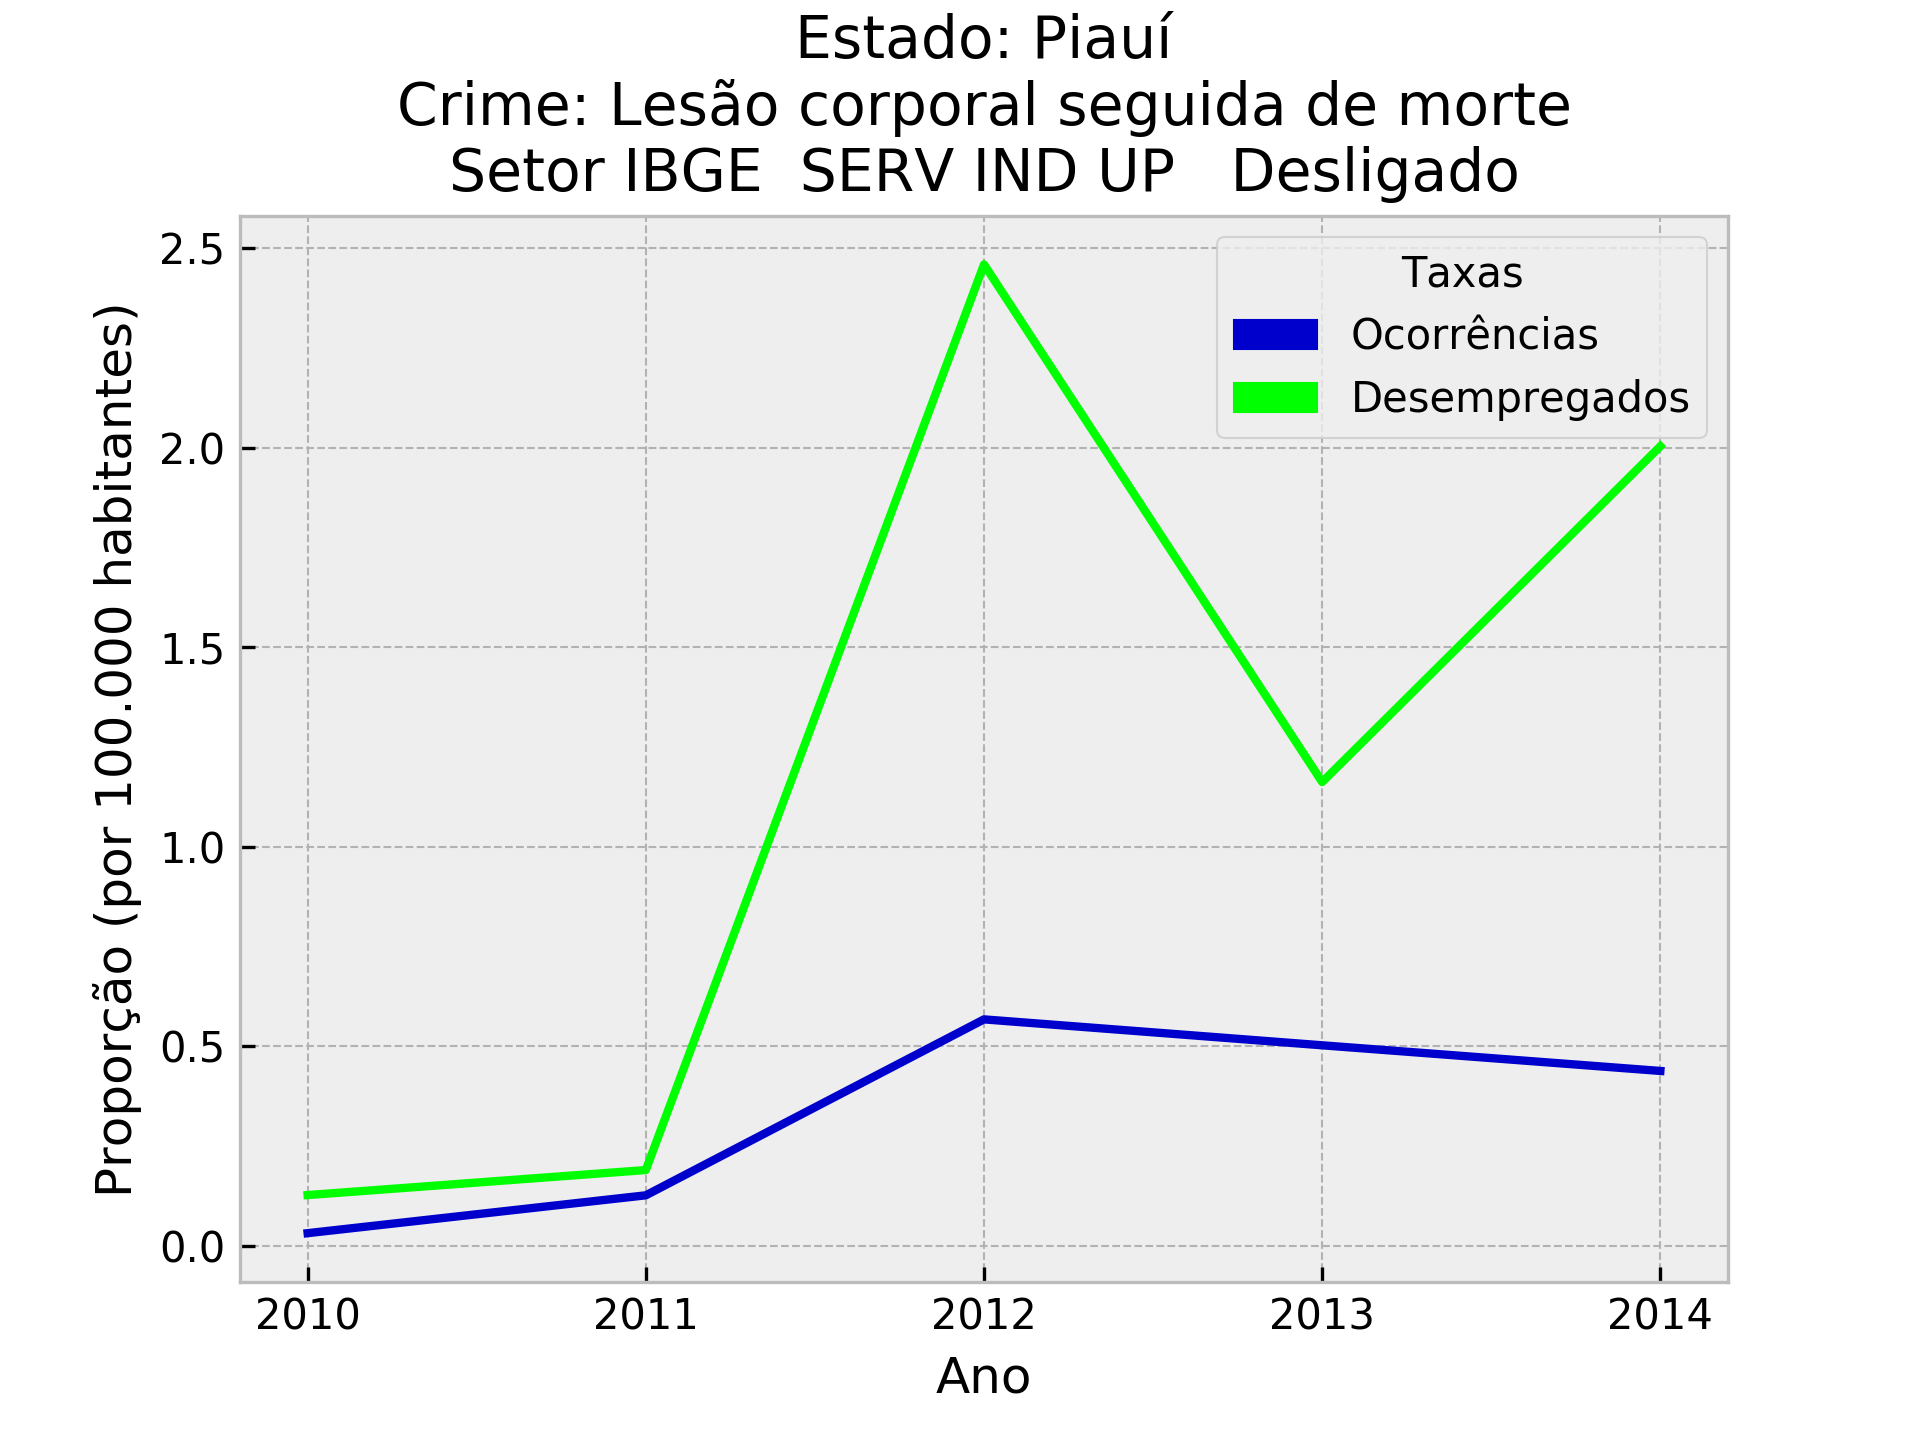 Estado: Piauí
Crime: Lesão corporal seguida de morte
Setor IBGE  SERV IND UP   Desligado
Proporção (por 100.000 habitantes)
2.5
2.0
1.5
1.0
0.5
0.0
Taxas
Ocorrências
Desempregados
2010
2011
2012
2013
2014
Ano